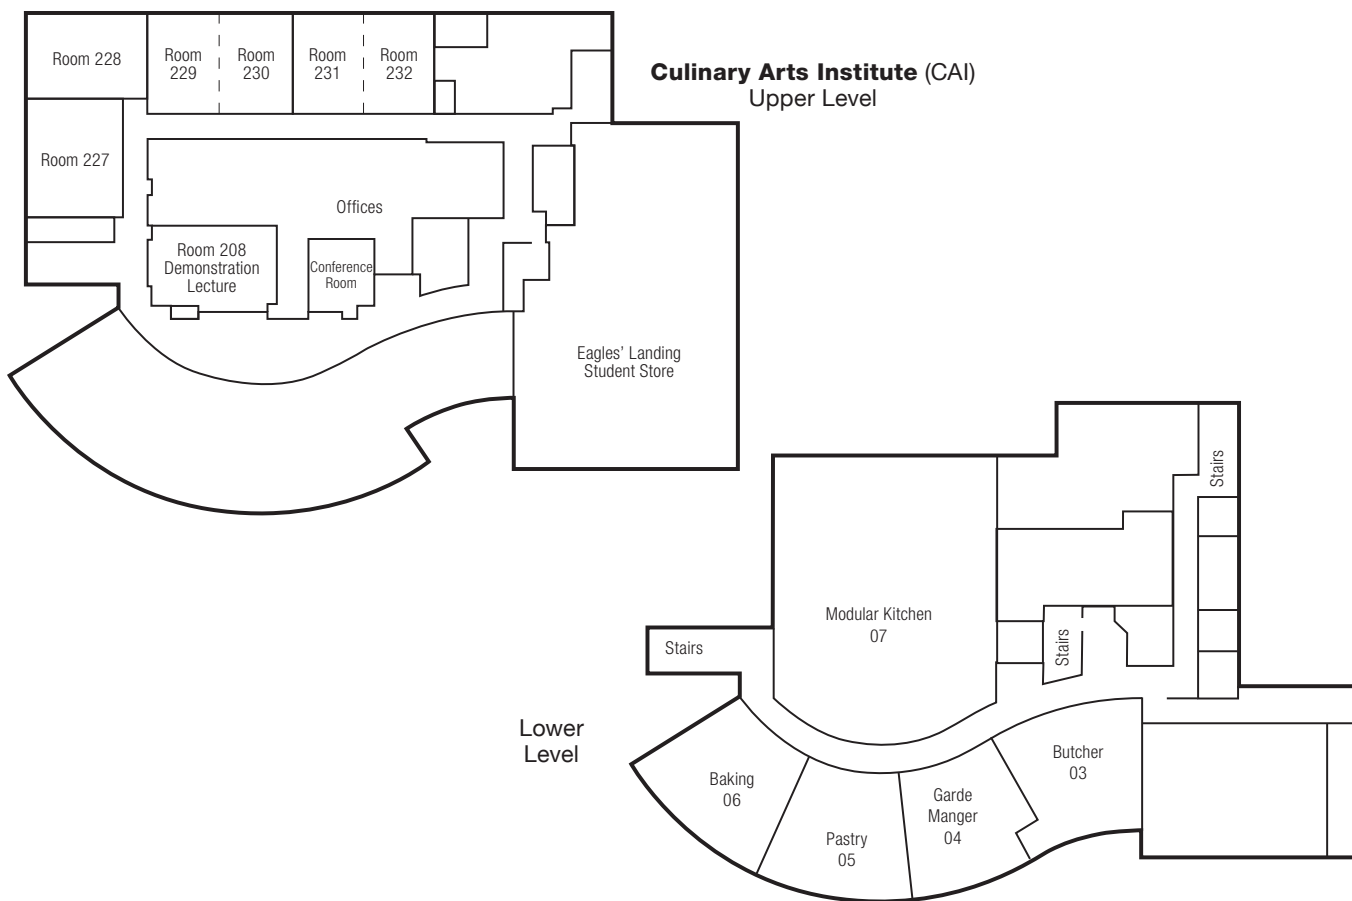 Culinary Arts Institute (CAI)
Upper Level
Room 228
Room
229
Room
230
Room
231
Room
232
Room 227
Offices
Room 208
Demonstration
Lecture
Conference
Room
Eagles’ Landing
Student Store
Lower
Level
Stairs
Modular Kitchen
07
Stairs
Stairs
Baking
06
Pastry
05
Garde
Manger
04
Butcher
03